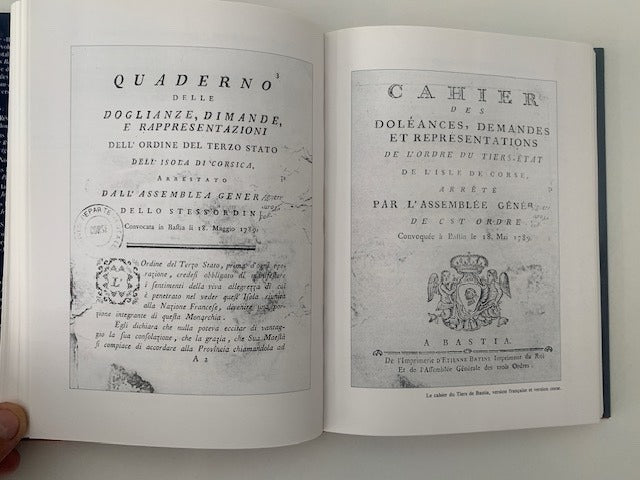 QUADERNO
3
DELLE
DOGLIANZE, DIMANDE,
E RAPPRESENTAZIONI
DELL' ORDINE DEL TERZO STATO
DELL' ISOLA DI CORSICA,
ARRESTATO
DALL' ASSEMBLEA GENER
DELLO STESS' ORDIN
Convocata in Bastia li 18. Maggio 1789.
L' Ordine del Terzo Stato, prima d'ogni
razione, credesi obbligato di
i sentimenti della viva allegrezza di cui
è penetrato nel veder quest' Isola riunita
alla Nazione Francese, divenire
zione integrante di questa Monarchia.
Egli dichiara che nulla poteva eccitar di vantag-
gio la sua consolazione, che la grazia, che Sua Maestà
si compiace di accordare alla Provincia chiamandola ad
A 2
CAHIER
DES
DOLÉANCES, DEMANDES
ET REPRESENTATIONS
DE L'ORDRE DU TIERS-ÉTAT
DE L'ISLE DE CORSE,
ARRÊTÉ
PAR L'ASSEMBLÉE GÉNÉR
DE CET ORDRE
Convoquée à Bastia le 18. Mai 1789.
A BASTIA.
De l'Imprimerie d'ETIENNE BATINI Imprimeur du Roi
Et de l'Assemblée Générale des trois Ordres.
Le cahier du Tiers de Bastia, version française et version corse.